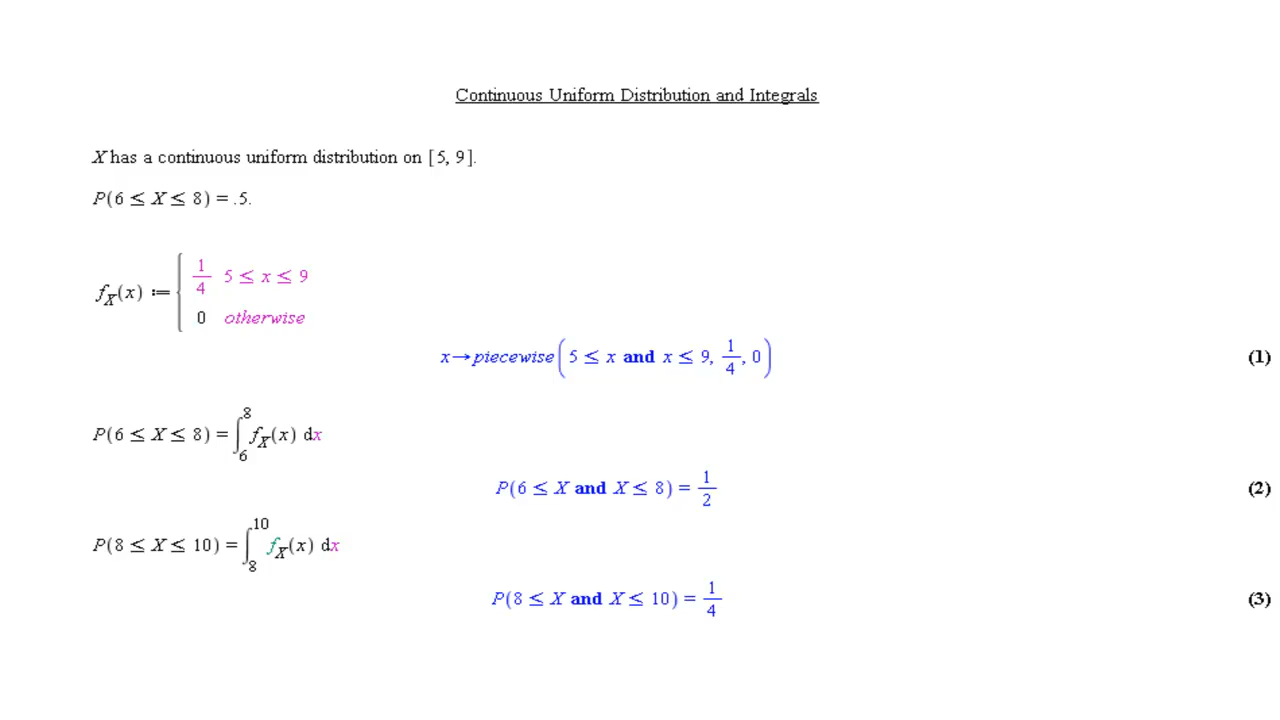 Continuous Uniform Distribution and Integrals
X has a continuous uniform distribution on [5, 9].
P(6 ≤ X ≤ 8) = .5.
f_X(x) := { 1/4 5 ≤ x ≤ 9
0 otherwise
x → piecewise(5 ≤ x and x ≤ 9, 1/4, 0) (1)
P(6 ≤ X ≤ 8) = ∫_6^8 f_X(x) dx
P(6 ≤ X and X ≤ 8) = 1/2 (2)
P(8 ≤ X ≤ 10) = ∫_8^10 f_X(x) dx
P(8 ≤ X and X ≤ 10) = 1/4 (3)